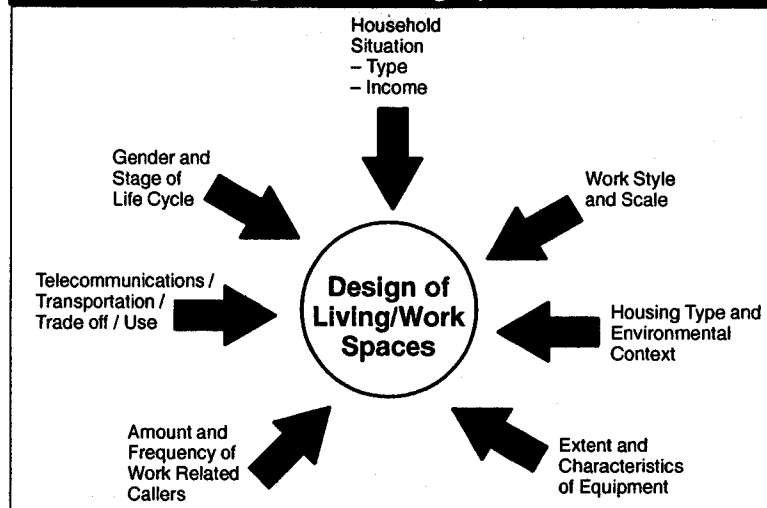 Household
Situation
– Type
– Income
Gender and
Stage of
Life Cycle
Work Style
and Scale
Telecommunications /
Transportation /
Trade off / Use
Design of
Living/Work
Spaces
Housing Type and
Environmental
Context
Amount and
Frequency of
Work Related
Callers
Extent and
Characteristics
of Equipment